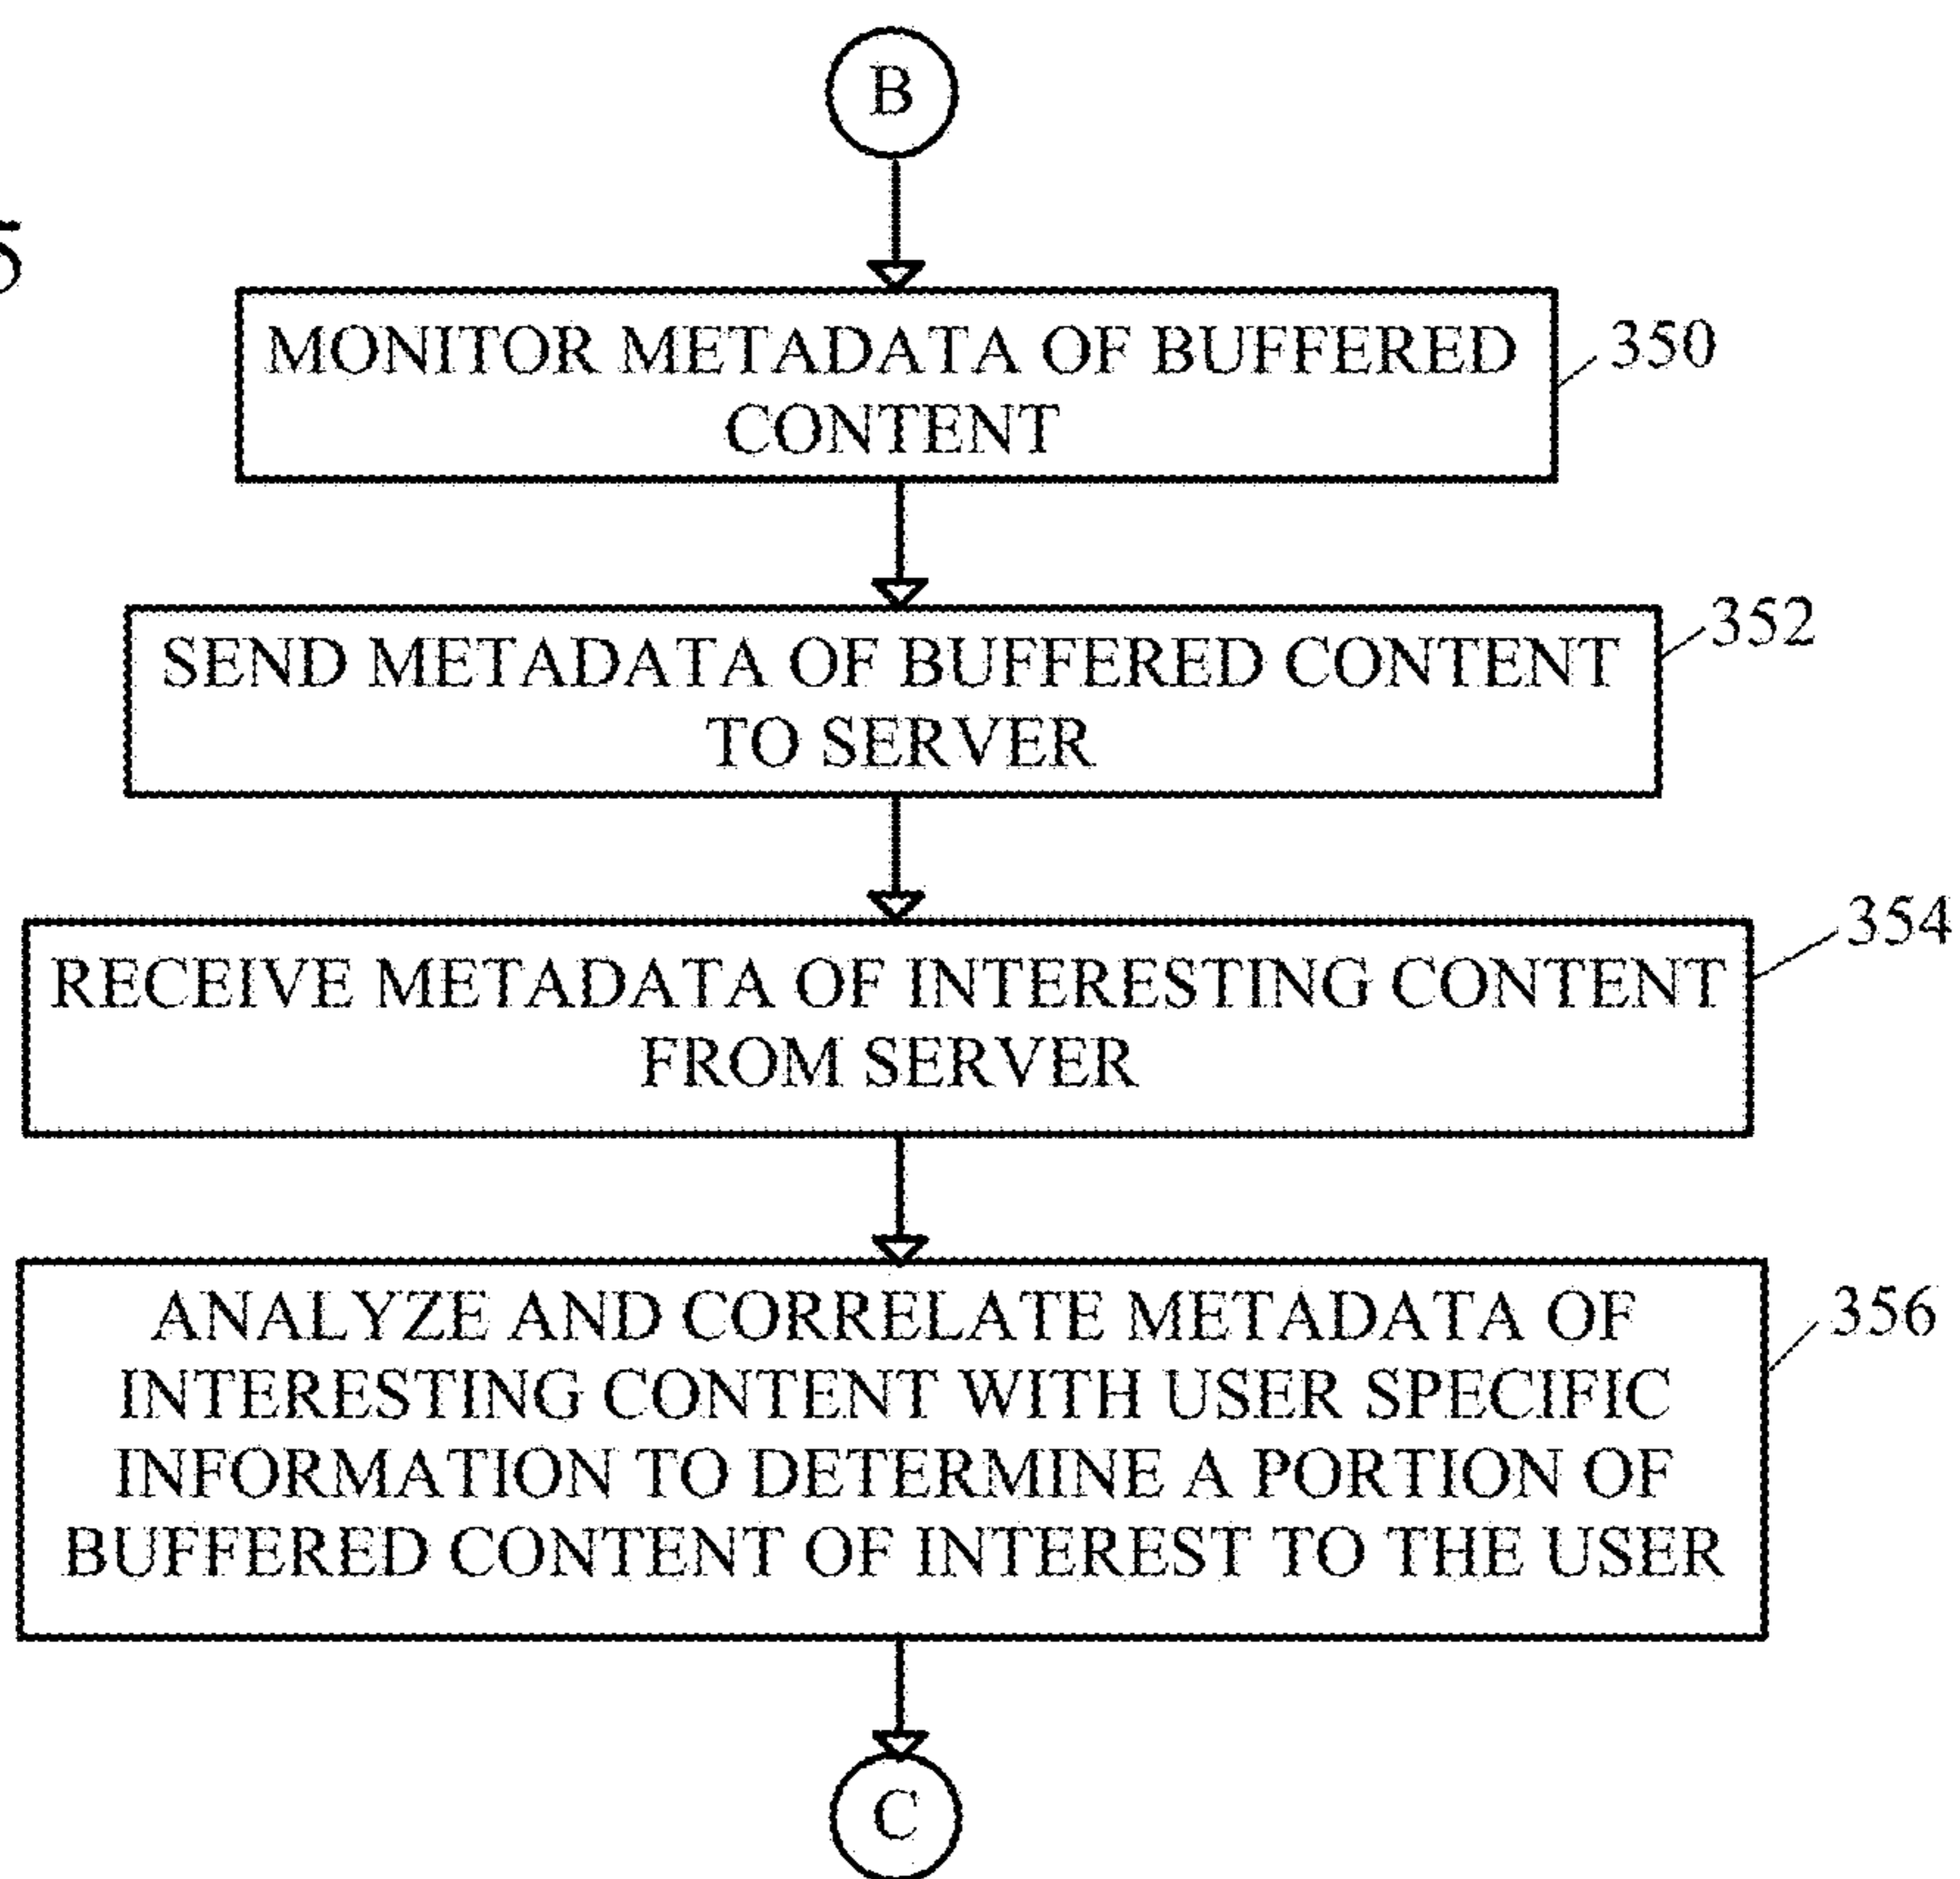 B
5
MONITOR METADATA OF BUFFERED
CONTENT
350
SEND METADATA OF BUFFERED CONTENT
TO SERVER
352
RECEIVE METADATA OF INTERESTING CONTENT
FROM SERVER
354
ANALYZE AND CORRELATE METADATA OF
INTERESTING CONTENT WITH USER SPECIFIC
INFORMATION TO DETERMINE A PORTION OF
BUFFERED CONTENT OF INTEREST TO THE USER
356
C